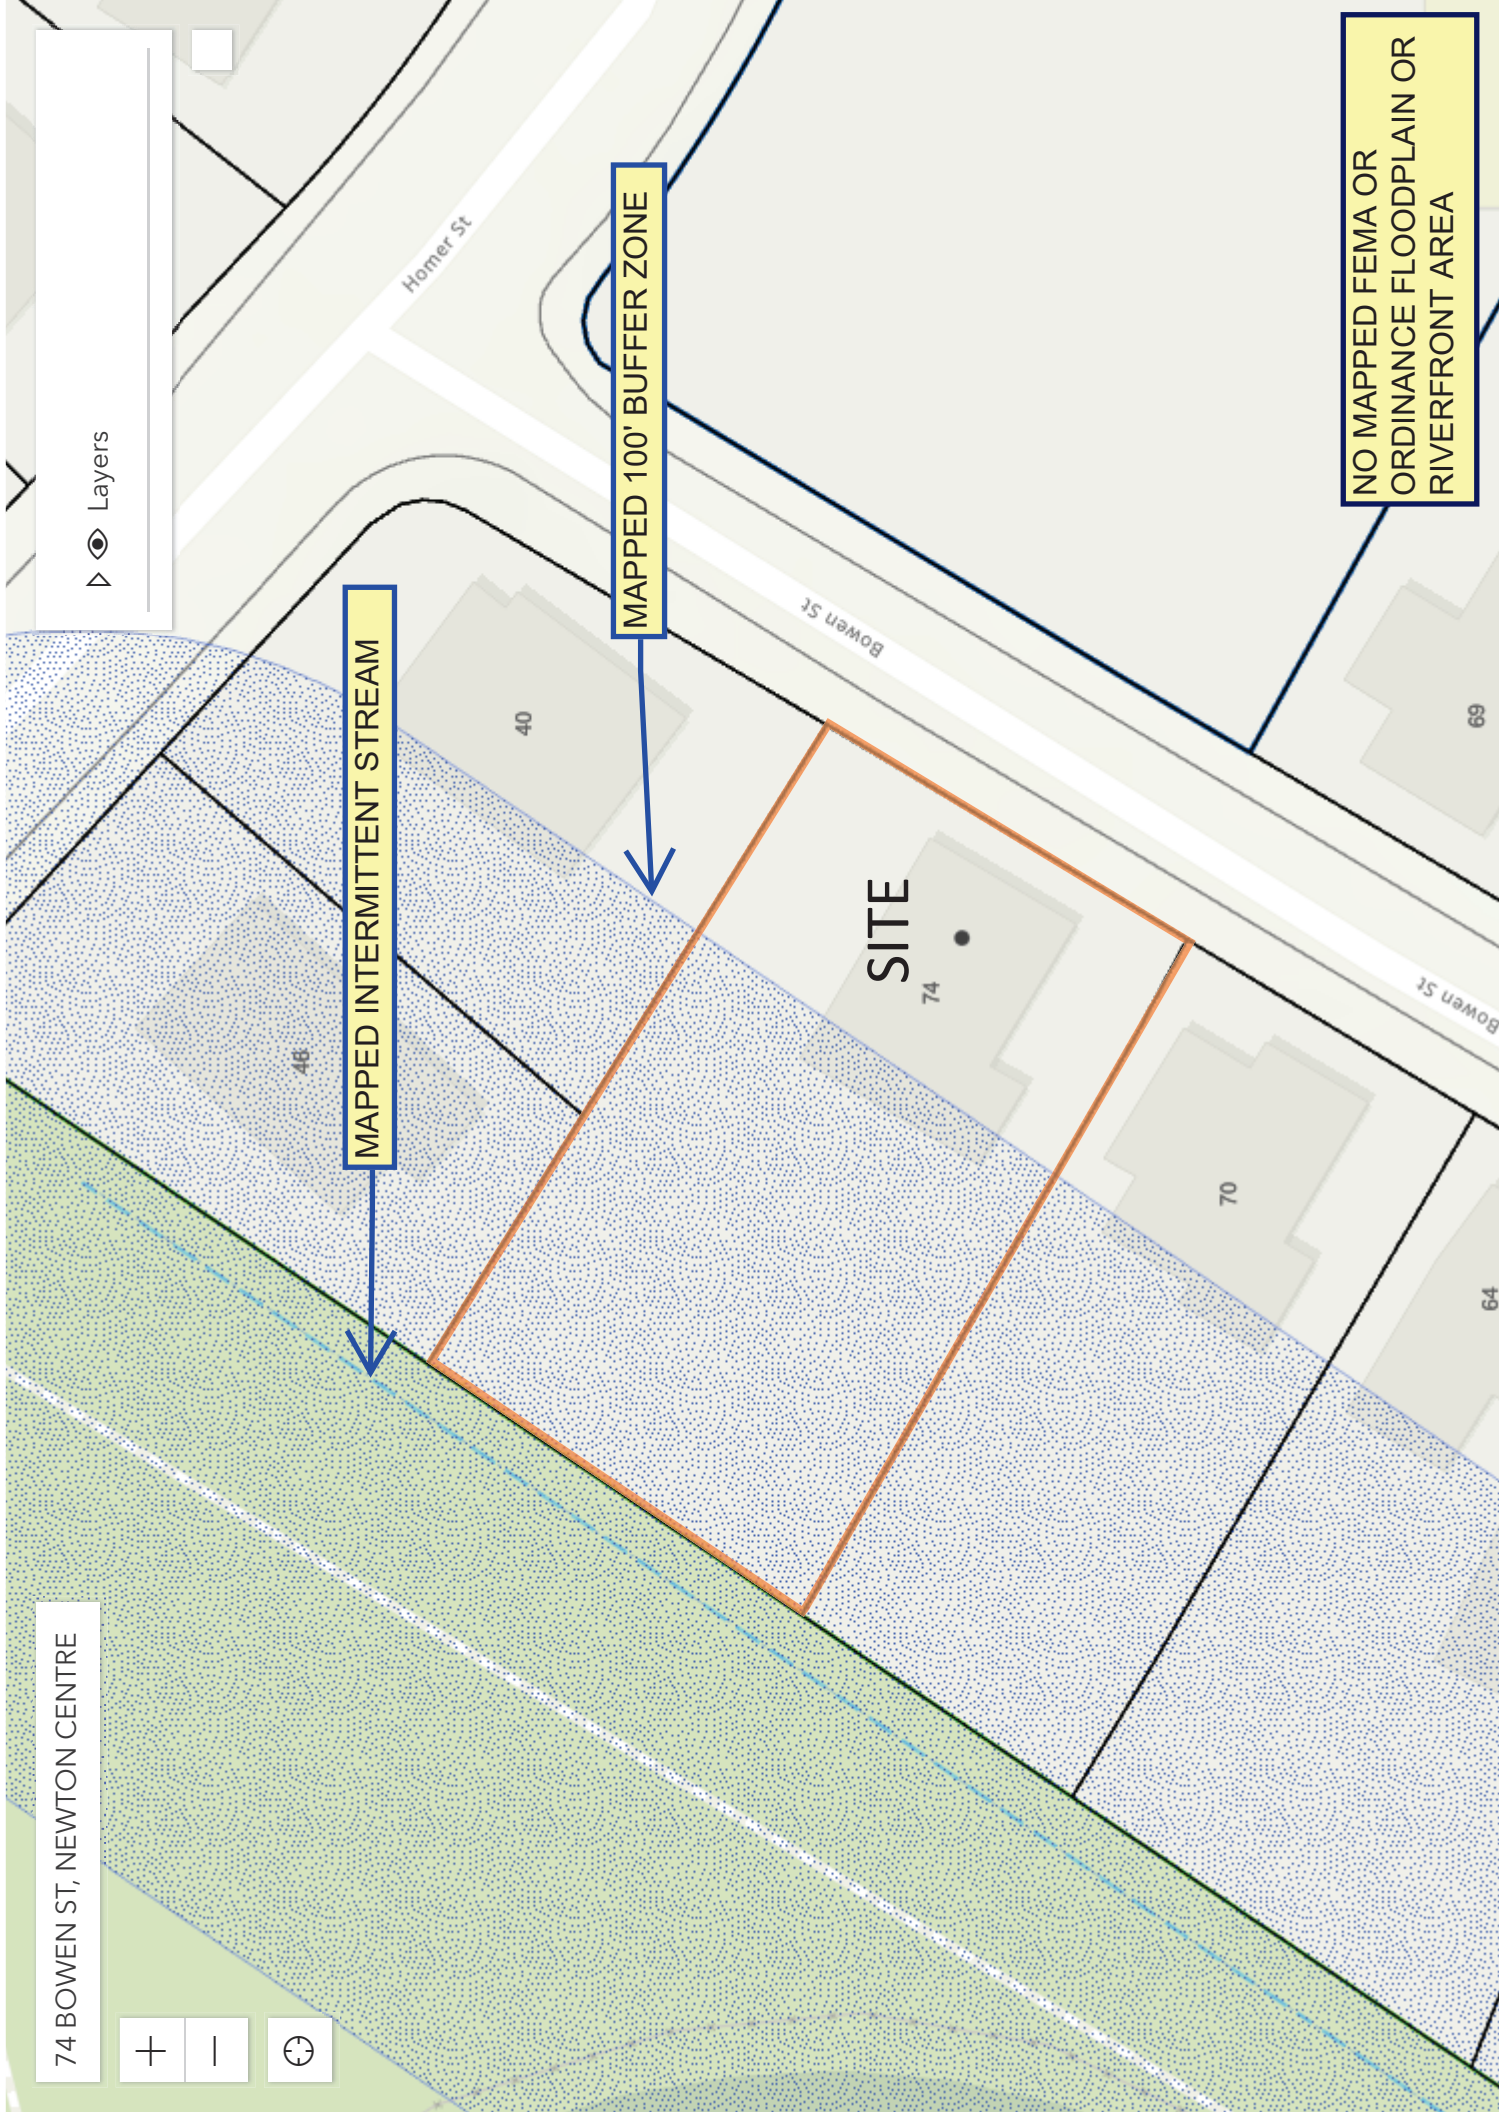 74 BOWEN ST, NEWTON CENTRE
Layers
MAPPED INTERMITTENT STREAM
MAPPED 100' BUFFER ZONE
Homer St
46
40
SITE
74
Bowen St
70
69
64
Bowen St
NO MAPPED FEMA OR
ORDINANCE FLOODPLAIN OR
RIVERFRONT AREA